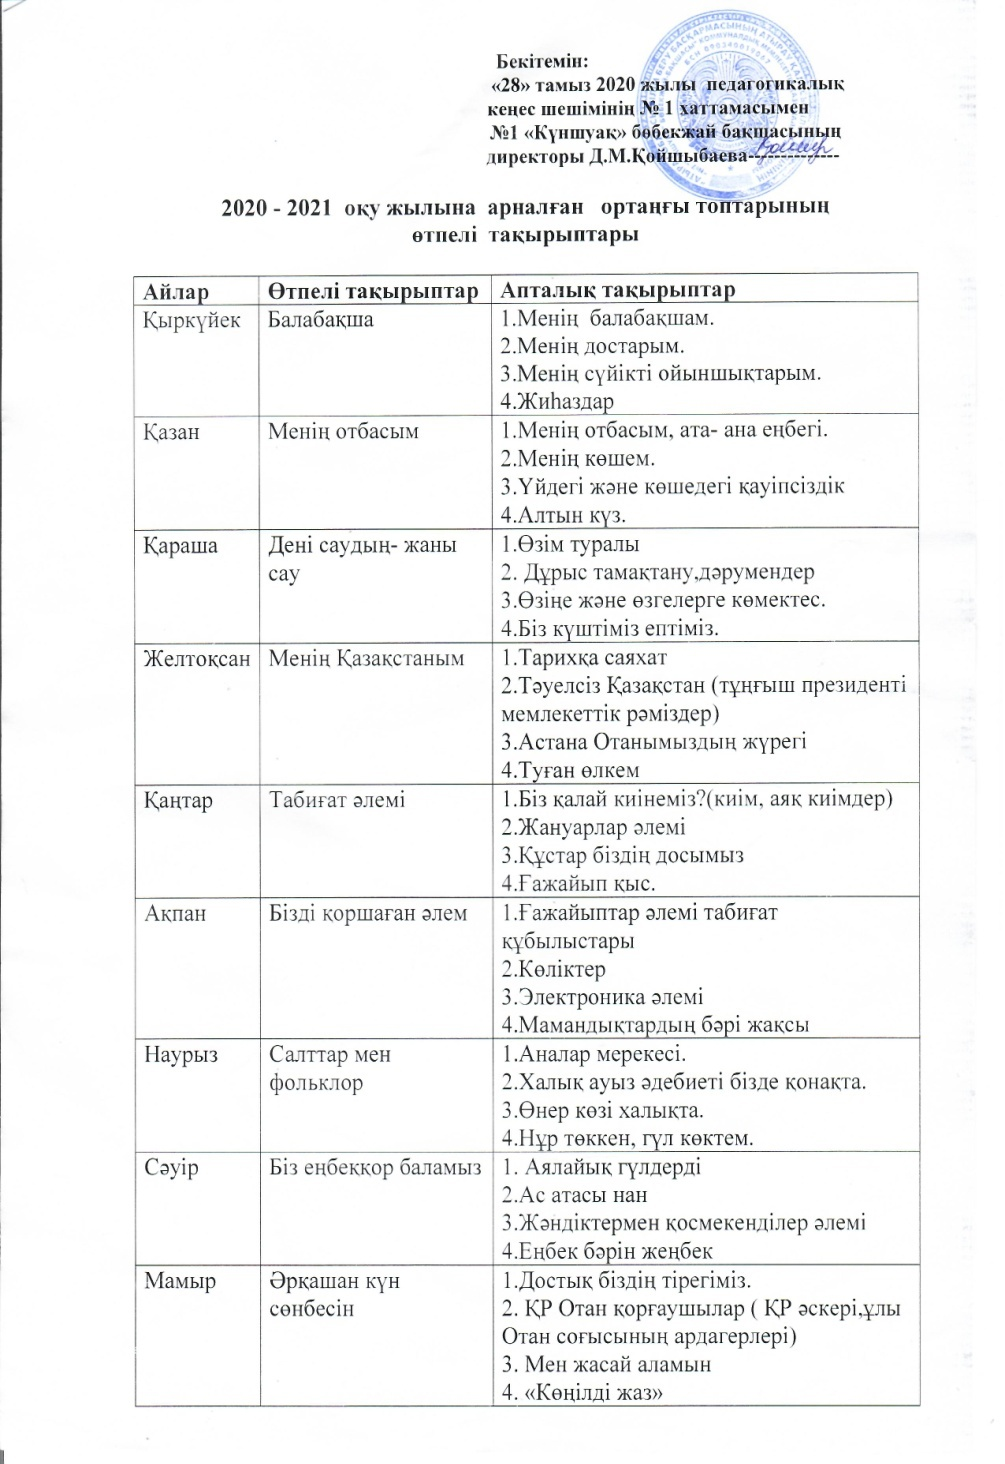 Бекітемін:
«28» тамыз 2020 жылы педагогикалық
кеңес шешімінің № 1 хаттамасымен
№1 «Күншуақ» бөбекжай бақшасының
директоры Д.М.Қойшыбаева--------------
2020 - 2021 оқу жылына арналған ортаңғы топтарының
өтпелі тақырыптары
Айлар Өтпелі тақырыптар Апталық тақырыптар
Қыркүйек Балабақша 1.Менің балабақшам.
2.Менің достарым.
3.Менің сүйікті ойыншықтарым.
4.Жиһаздар
Қазан Менің отбасым 1.Менің отбасым, ата- ана еңбегі.
2.Менің көшем.
3.Үйдегі және көшедегі қауіпсіздік
4.Алтын күз.
Қараша Дені саудың- жаны 1.Өзім туралы
сау 2. Дұрыс тамақтану,дәрумендер
3.Өзіңе және өзгелерге көмектес.
4.Біз күштіміз ептіміз.
Желтоқсан Менің Қазақстаным 1.Тарихқа саяхат
2.Тәуелсіз Қазақстан (тұңғыш президенті
мемлекеттік рәміздер)
3.Астана Отанымыздың жүрегі
4.Туған өлкем
Қаңтар Табиғат әлемі 1.Біз қалай киінеміз?(киім, аяқ киімдер)
2.Жануарлар әлемі
3.Құстар біздің досымыз
4.Ғажайып қыс.
Ақпан Бізді қоршаған әлем 1.Ғажайыптар әлемі табиғат
құбылыстары
2.Көліктер
3.Электроника әлемі
4.Мамандықтардың бәрі жақсы
Наурыз Салттар мен 1.Аналар мерекесі.
фольклор 2.Халық ауыз әдебиеті бізде қонақта.
3.Өнер көзі халықта.
4.Нұр төккен, гүл көктем.
Сәуір Біз еңбекқор баламыз 1. Аялайық гүлдерді
2.Ас атасы нан
3.Жәндіктермен қосмекенділер әлемі
4.Еңбек бәрін жеңбек
Мамыр Әрқашан күн 1.Достық біздің тірегіміз.
сөнбесін 2. ҚР Отан қорғаушылар ( ҚР әскері,ұлы
Отан соғысының ардагерлері)
3. Мен жасай аламын
4. «Көңілді жаз»